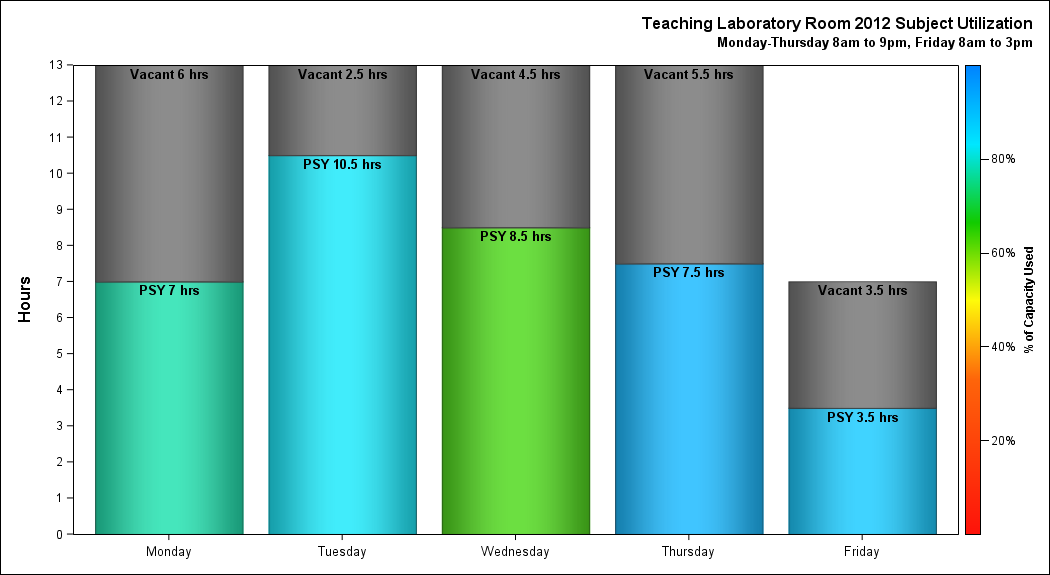 Teaching Laboratory Room 2012 Subject Utilization
Monday-Thursday 8am to 9pm, Friday 8am to 3pm
13
12
11
10
9
8
7
6
5
4
3
2
1
0
Hours
Vacant 6 hrs
PSY 7 hrs
Vacant 2.5 hrs
PSY 10.5 hrs
Vacant 4.5 hrs
PSY 8.5 hrs
Vacant 5.5 hrs
PSY 7.5 hrs
Vacant 3.5 hrs
PSY 3.5 hrs
Monday
Tuesday
Wednesday
Thursday
Friday
80%
60%
40%
20%
% of Capacity Used